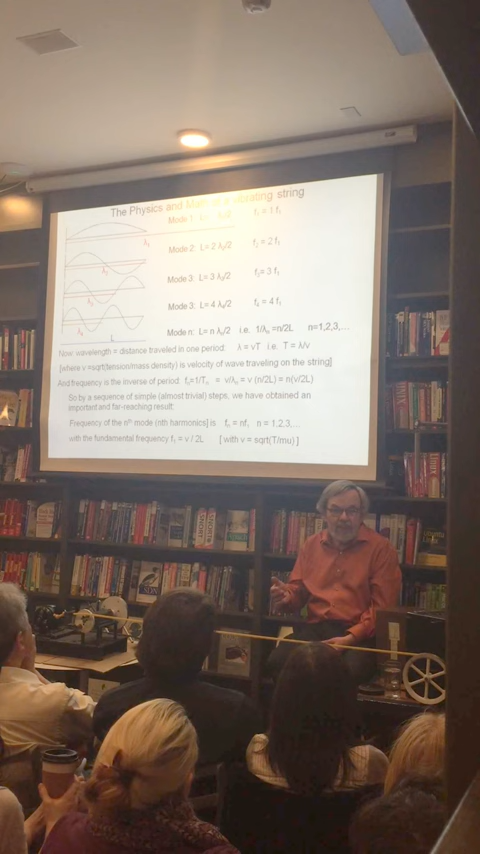 The Physics and Math of a vibrating string
Mode 1: L= λ₁/2 f₁ = 1 f₁
λ₁
Mode 2: L= 2 λ₂/2 f₂ = 2 f₁
λ₂
Mode 3: L= 3 λ₃/2 f₃= 3 f₁
λ₃
Mode 3: L= 4 λ₄/2 f₄ = 4 f₁
λ₄
L
Mode n: L= n λₙ/2 i.e. 1/λₙ =n/2L n=1,2,3,...
Now: wavelength = distance traveled in one period: λ = vT i.e. T = λ/v
[where v =sqrt(tension/mass density) is velocity of wave traveling on the string]
And frequency is the inverse of period: fₙ=1/Tₙ = v/λₙ = v (n/2L) = n(v/2L)
So by a sequence of simple (almost trivial) steps, we have obtained an
important and far-reaching result:
Frequency of the nᵗʰ mode (nth harmonics) is fₙ = nf₁ n = 1,2,3,...
with the fundamental frequency f₁ = v / 2L [ with v = sqrt(T/mu) ]